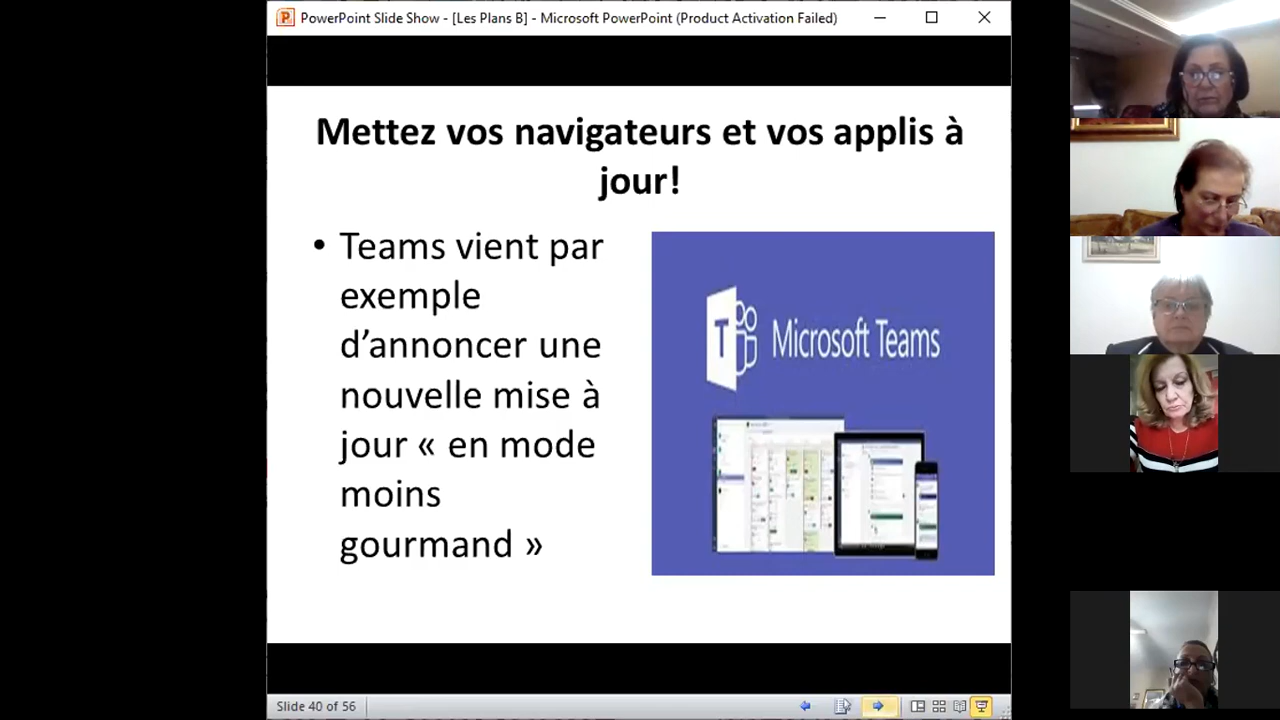 PowerPoint Slide Show - [Les Plans B] - Microsoft PowerPoint (Product Activation Failed)
Mettez vos navigateurs et vos applis à
jour!
• Teams vient par
exemple
d’annoncer une
nouvelle mise à
jour « en mode
moins
gourmand »
T
Microsoft Teams
Slide 40 of 56